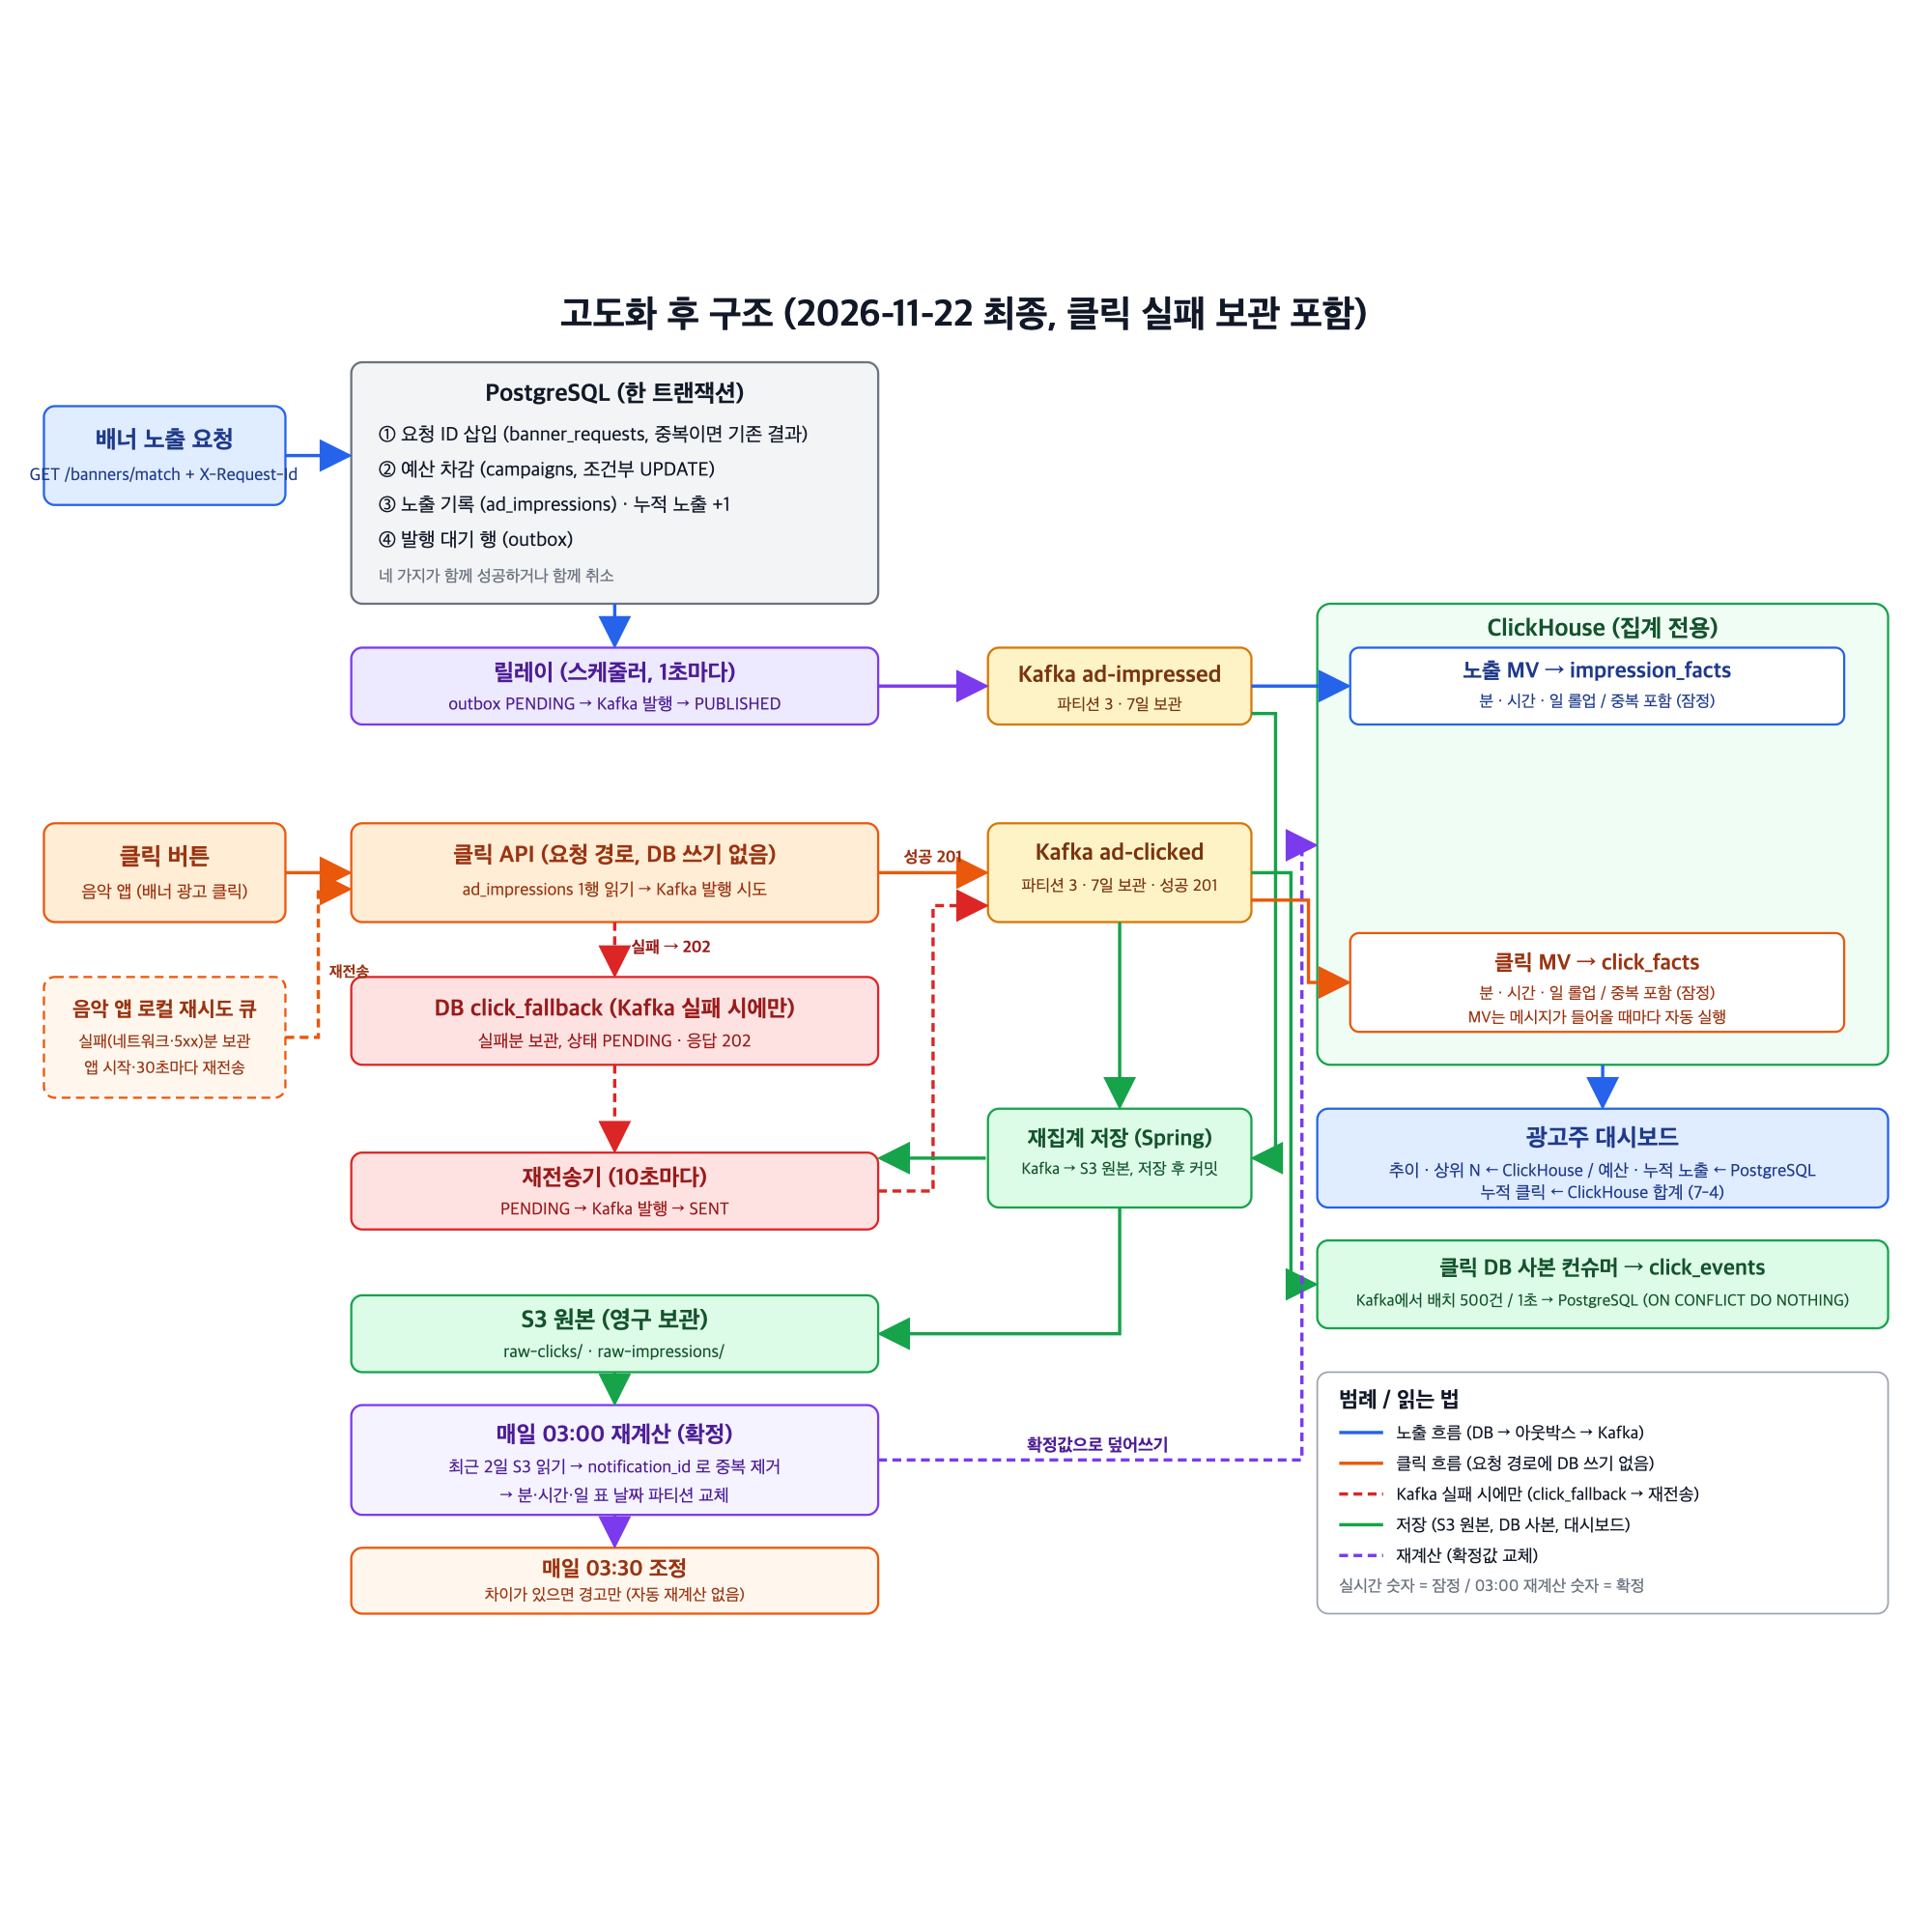 고도화 후 구조 (2026-11-22 최종, 클릭 실패 보관 포함)
배너 노출 요청
GET /banners/match + X-Request-Id
PostgreSQL (한 트랜잭션)
① 요청 ID 삽입 (banner_requests, 중복이면 기존 결과)
② 예산 차감 (campaigns, 조건부 UPDATE)
③ 노출 기록 (ad_impressions) · 누적 노출 +1
④ 발행 대기 행 (outbox)
네 가지가 함께 성공하거나 함께 취소
릴레이 (스케줄러, 1초마다)
outbox PENDING → Kafka 발행 → PUBLISHED
Kafka ad-impressed
파티션 3 · 7일 보관
ClickHouse (집계 전용)
노출 MV → impression_facts
분 · 시간 · 일 롤업 / 중복 포함 (잠정)
클릭 버튼
음악 앱 (배너 광고 클릭)
클릭 API (요청 경로, DB 쓰기 없음)
ad_impressions 1행 읽기 → Kafka 발행 시도
성공 201
Kafka ad-clicked
파티션 3 · 7일 보관 · 성공 201
실패 → 202
재전송
클릭 MV → click_facts
분 · 시간 · 일 롤업 / 중복 포함 (잠정)
MV는 메시지가 들어올 때마다 자동 실행
음악 앱 로컬 재시도 큐
실패(네트워크·5xx)분 보관
앱 시작·30초마다 재전송
DB click_fallback (Kafka 실패 시에만)
실패분 보관, 상태 PENDING · 응답 202
재전송기 (10초마다)
PENDING → Kafka 발행 → SENT
재집계 저장 (Spring)
Kafka → S3 원본, 저장 후 커밋
광고주 대시보드
추이 · 상위 N ← ClickHouse / 예산 · 누적 노출 ← PostgreSQL
누적 클릭 ← ClickHouse 합계 (7-4)
클릭 DB 사본 컨슈머 → click_events
Kafka에서 배치 500건 / 1초 → PostgreSQL (ON CONFLICT DO NOTHING)
S3 원본 (영구 보관)
raw-clicks/ · raw-impressions/
매일 03:00 재계산 (확정)
최근 2일 S3 읽기 → notification_id 로 중복 제거
→ 분·시간·일 표 날짜 파티션 교체
확정값으로 덮어쓰기
매일 03:30 조정
차이가 있으면 경고만 (자동 재계산 없음)
범례 / 읽는 법
노출 흐름 (DB → 아웃박스 → Kafka)
클릭 흐름 (요청 경로에 DB 쓰기 없음)
Kafka 실패 시에만 (click_fallback → 재전송)
저장 (S3 원본, DB 사본, 대시보드)
재계산 (확정값 교체)
실시간 숫자 = 잠정 / 03:00 재계산 숫자 = 확정